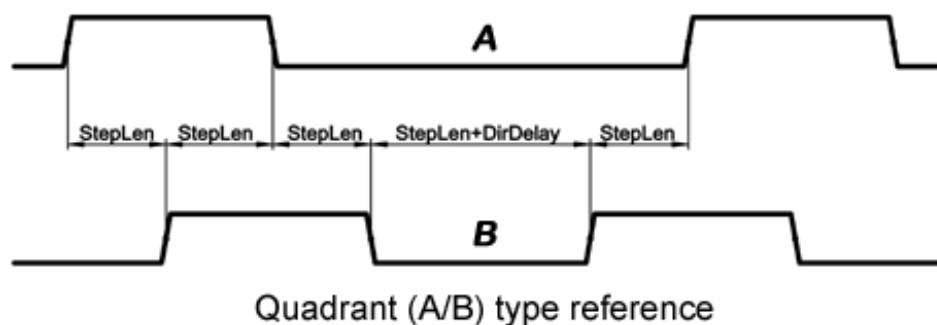 A
StepLen StepLen StepLen StepLen+DirDelay StepLen
B
Quadrant (A/B) type reference